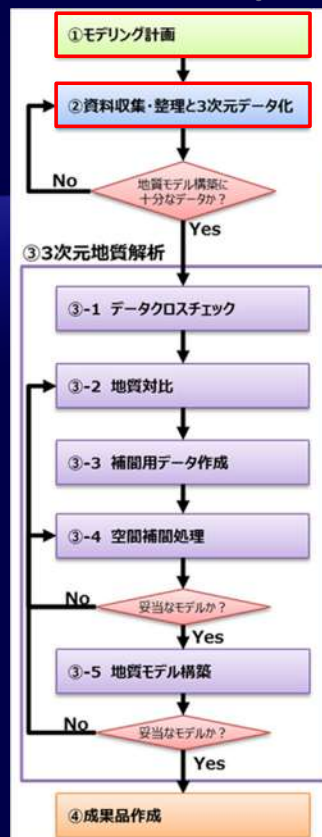 ①モデリング計画
②資料収集・整理と3次元データ化
No
地質モデル構築に
十分なデータか？
Yes
③3次元地質解析
③-1 データクロスチェック
③-2 地質対比
③-3 補間用データ作成
③-4 空間補間処理
No
妥当なモデルか？
Yes
③-5 地質モデル構築
No
妥当なモデルか？
Yes
④成果品作成